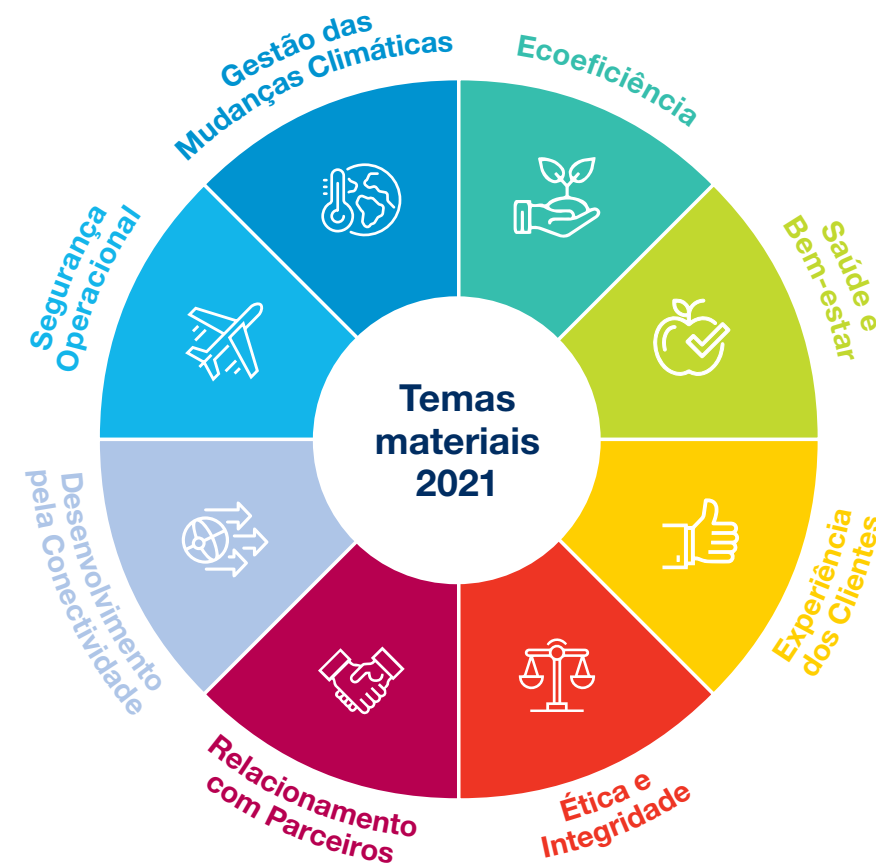 Gestão das
Mudanças Climáticas
Ecoeficiência
Saúde e
Bem-estar
Experiência
dos Clientes
Ética e
Integridade
Relacionamento
com Parceiros
Desenvolvimento
pela Conectividade
Segurança
Operacional
Temas
materiais
2021